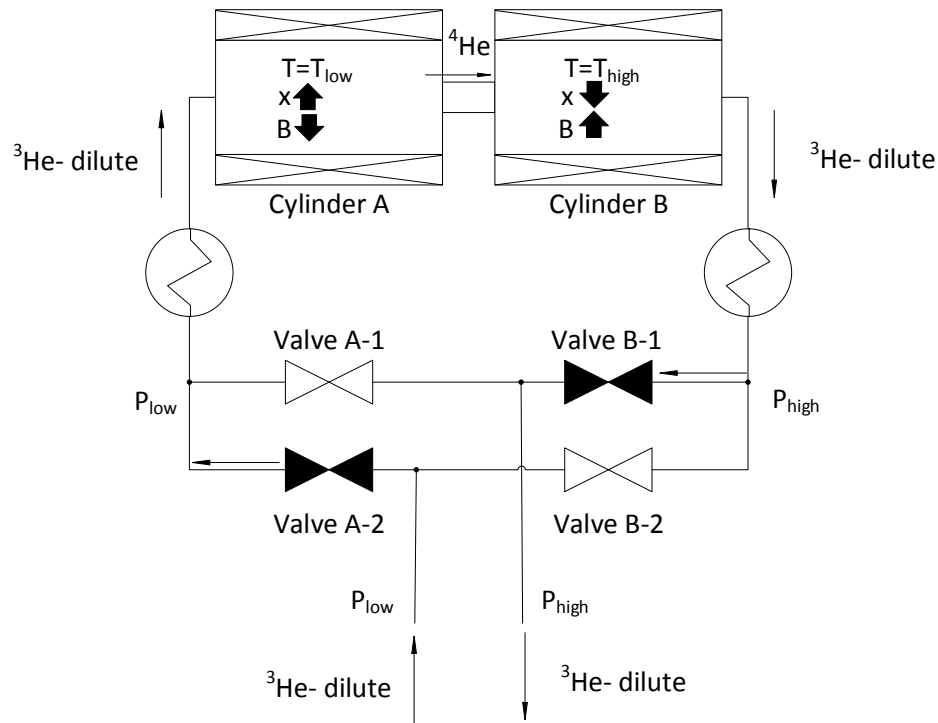 ⁴He
T=T_low
x
B
T=T_high
x
B
³He- dilute
³He- dilute
Cylinder A
Cylinder B
Valve A-1
Valve B-1
P_low
P_high
Valve A-2
Valve B-2
P_low
P_high
³He- dilute
³He- dilute